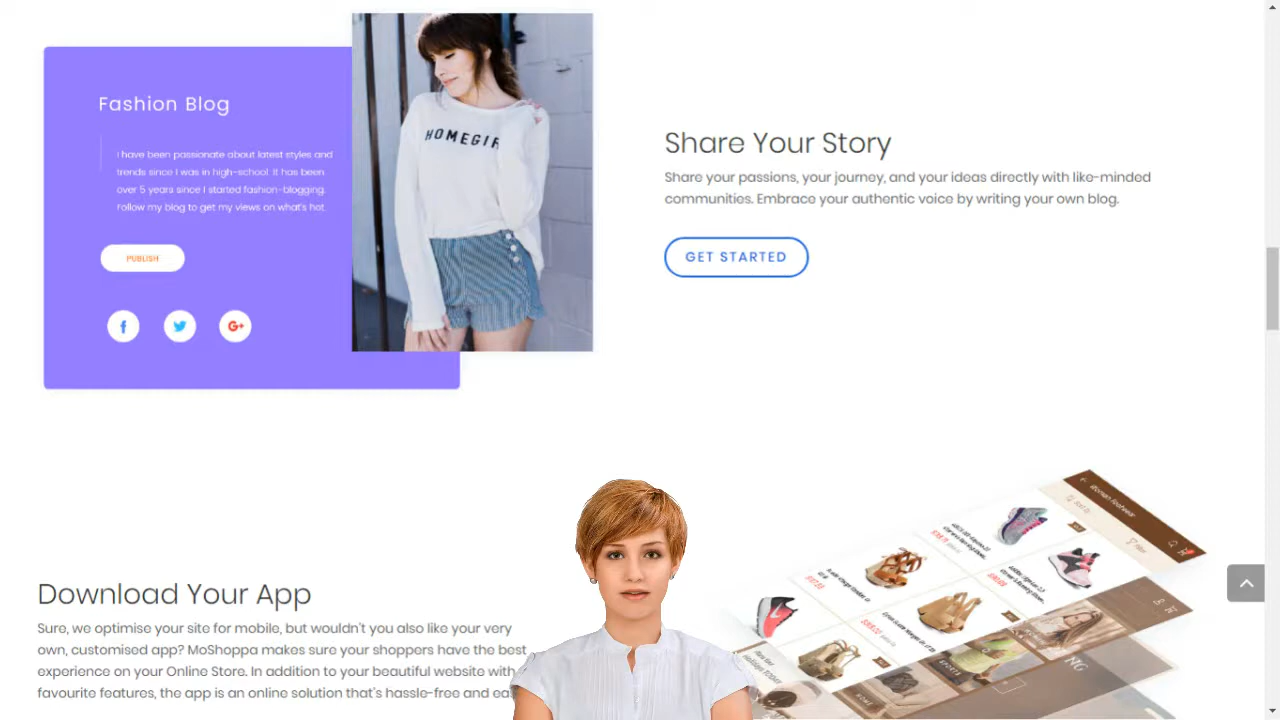 Fashion Blog
I have been passionate about latest styles and
trends since I was in high-school. It has been
over 5 years since I started fashion-blogging.
Follow my blog to get my views on what's hot.
PUBLISH
HOMEGIR
Share Your Story
Share your passions, your journey, and your ideas directly with like-minded
communities. Embrace your authentic voice by writing your own blog.
GET STARTED
Download Your App
Sure, we optimise your site for mobile, but wouldn't you also like your very
own, customised app? MoShoppa makes sure your shoppers have the best
experience on your Online Store. In addition to your beautiful website with
favourite features, the app is an online solution that's hassle-free and
Women Footwear
Sort By
Filter